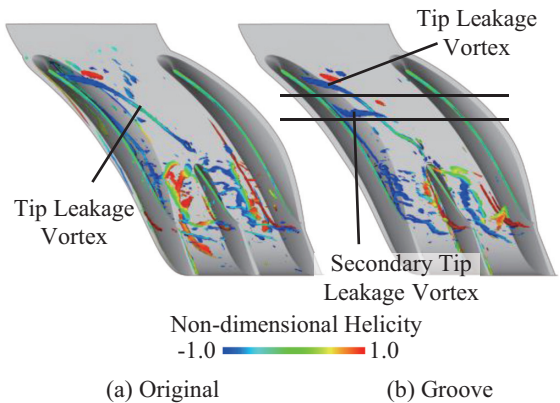 Tip Leakage
Vortex
Tip Leakage
Vortex
Secondary Tip
Leakage Vortex
Non-dimensional Helicity
-1.0 1.0
(a) Original (b) Groove